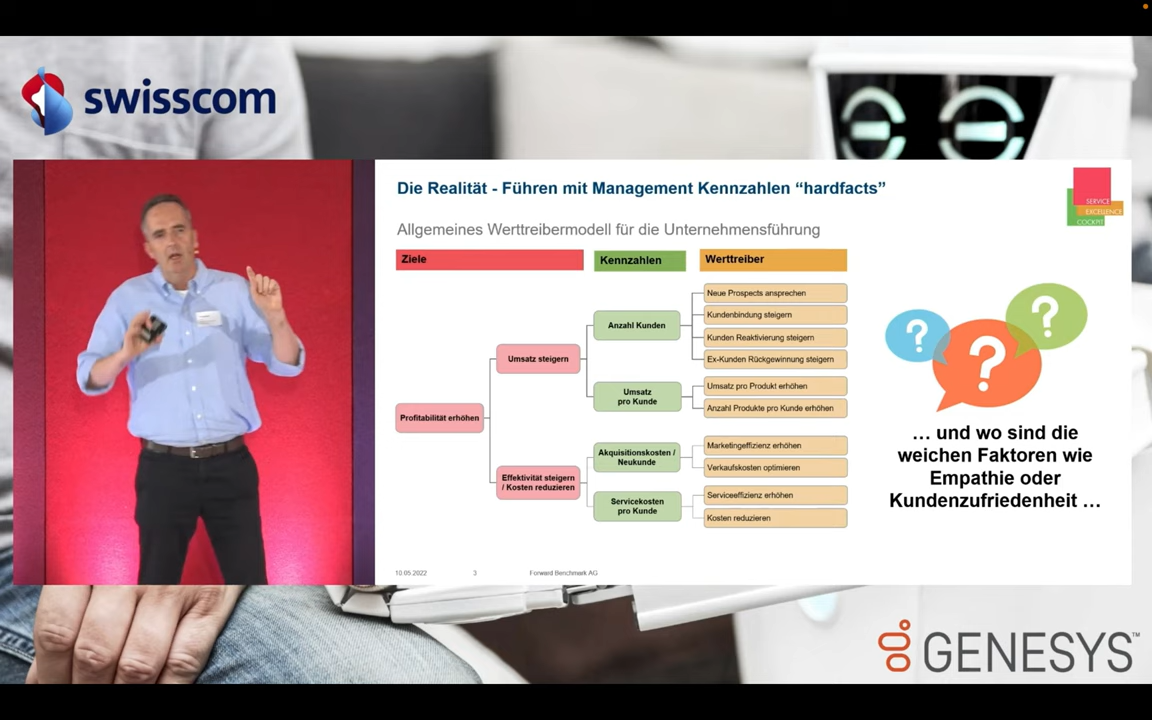 swisscom
Die Realität - Führen mit Management Kennzahlen “hardfacts”
SERVICE
EXCELLENCE
COCKPIT
Allgemeines Werttreibermodell für die Unternehmensführung
Ziele
Kennzahlen
Werttreiber
Profitabilität erhöhen
Umsatz steigern
Effektivität steigern
/ Kosten reduzieren
Anzahl Kunden
Umsatz
pro Kunde
Akquisitionskosten /
Neukunde
Servicekosten
pro Kunde
Neue Prospects ansprechen
Kundenbindung steigern
Kunden Reaktivierung steigern
Ex-Kunden Rückgewinnung steigern
Umsatz pro Produkt erhöhen
Anzahl Produkte pro Kunde erhöhen
Marketingeffizienz erhöhen
Verkaufskosten optimieren
Serviceeffizienz erhöhen
Kosten reduzieren
? ? ?
… und wo sind die
weichen Faktoren wie
Empathie oder
Kundenzufriedenheit …
10.05.2022 3 Forward Benchmark AG
GENESYS™